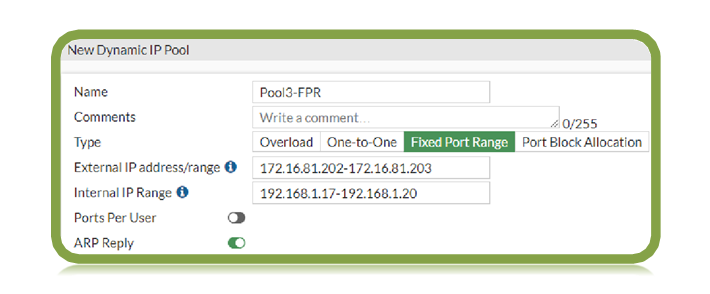 New Dynamic IP Pool
Name Pool3-FPR
Comments Write a comment... 0/255
Type Overload One-to-One Fixed Port Range Port Block Allocation
External IP address/range 172.16.81.202-172.16.81.203
Internal IP Range 192.168.1.17-192.168.1.20
Ports Per User
ARP Reply